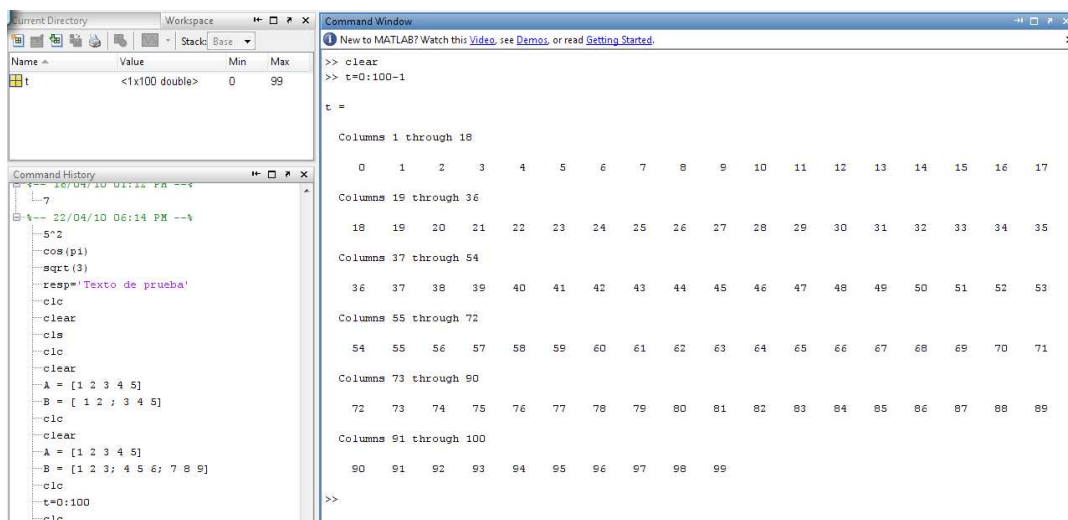 Current Directory Workspace
Stack: Base
Name Value Min Max
t <1x100 double> 0 99
Command History
%-- 18/04/10 01:12 PM --%
7
%-- 22/04/10 06:14 PM --%
5^2
cos(pi)
sqrt(3)
resp='Texto de prueba'
clc
clear
cls
clc
clear
A = [1 2 3 4 5]
B = [ 1 2 ; 3 4 5]
clc
clear
A = [1 2 3 4 5]
B = [1 2 3; 4 5 6; 7 8 9]
clc
t=0:100
clc
Command Window
New to MATLAB? Watch this Video, see Demos, or read Getting Started.
>> clear
>> t=0:100-1
t =
Columns 1 through 18
0 1 2 3 4 5 6 7 8 9 10 11 12 13 14 15 16 17
Columns 19 through 36
18 19 20 21 22 23 24 25 26 27 28 29 30 31 32 33 34 35
Columns 37 through 54
36 37 38 39 40 41 42 43 44 45 46 47 48 49 50 51 52 53
Columns 55 through 72
54 55 56 57 58 59 60 61 62 63 64 65 66 67 68 69 70 71
Columns 73 through 90
72 73 74 75 76 77 78 79 80 81 82 83 84 85 86 87 88 89
Columns 91 through 100
90 91 92 93 94 95 96 97 98 99
>>